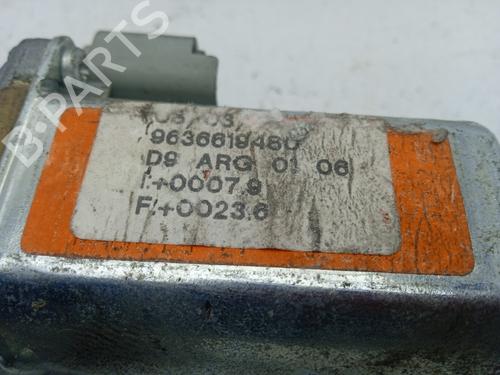 B-PARTS
9636619480
D9 ARG 01 06
I:+0007,9
F:+0023,6